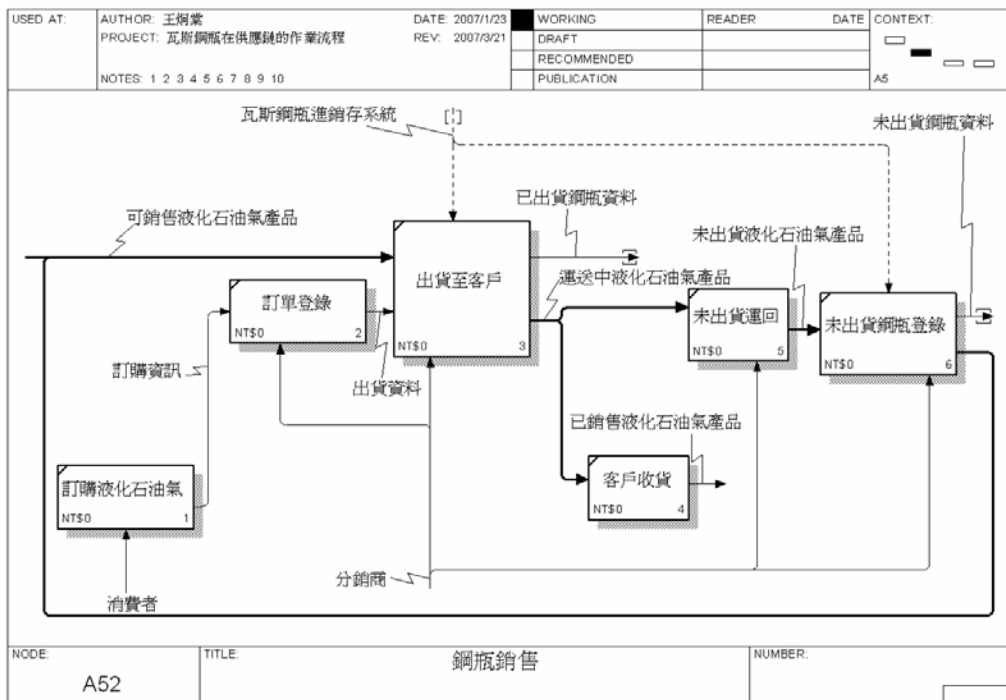 USED AT:
AUTHOR: 王炯棠
DATE: 2007/1/23
WORKING
READER
DATE
CONTEXT:
PROJECT: 瓦斯鋼瓶在供應鏈的作業流程
REV: 2007/3/21
DRAFT
RECOMMENDED
NOTES: 1 2 3 4 5 6 7 8 9 10
PUBLICATION
A5
瓦斯鋼瓶進銷存系統
未出貨鋼瓶資料
可銷售液化石油氣產品
已出貨鋼瓶資料
未出貨液化石油氣產品
出貨至客戶
NT$0 3
運送中液化石油氣產品
訂單登錄
NT$0 2
未出貨運回
NT$0 5
未出貨鋼瓶登錄
NT$0 6
訂購資訊
出貨資料
已銷售液化石油氣產品
訂購液化石油氣
NT$0 1
客戶收貨
NT$0 4
分銷商
消費者
NODE:
A52
TITLE:
鋼瓶銷售
NUMBER: